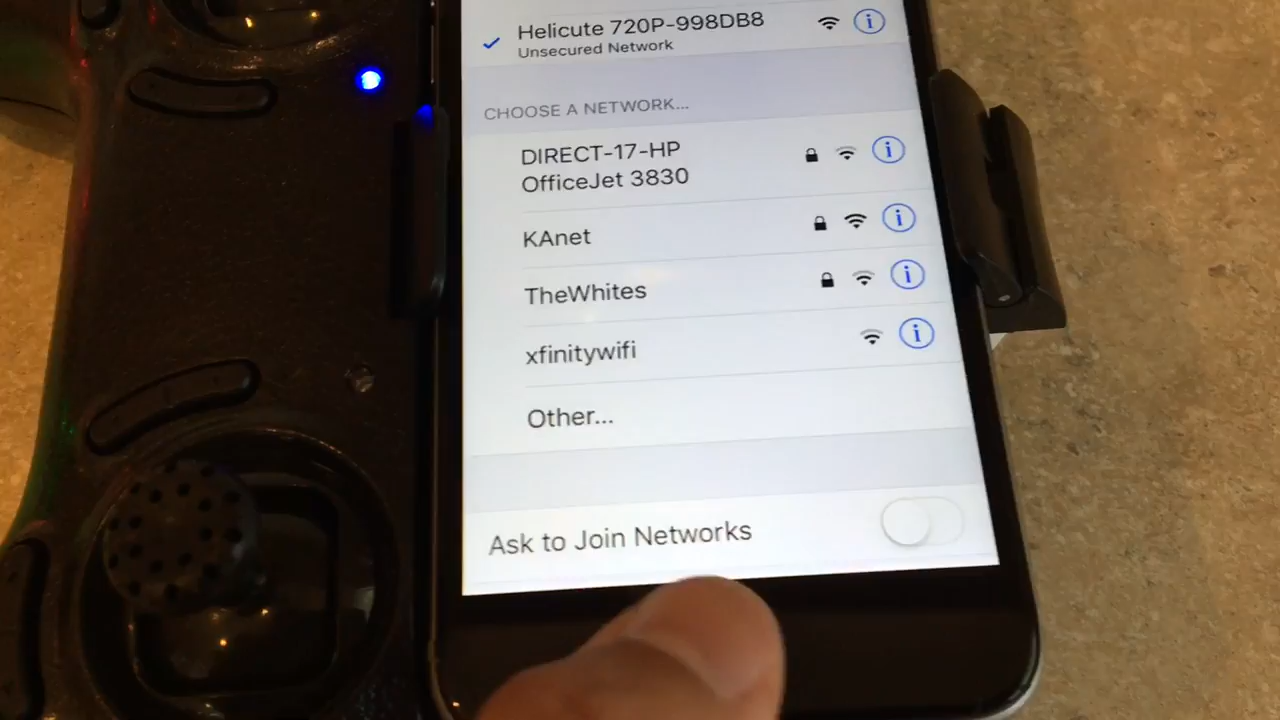 Helicute 720P-998DB8
Unsecured Network
CHOOSE A NETWORK...
DIRECT-17-HP
OfficeJet 3830
KAnet
TheWhites
xfinitywifi
Other...
Ask to Join Networks